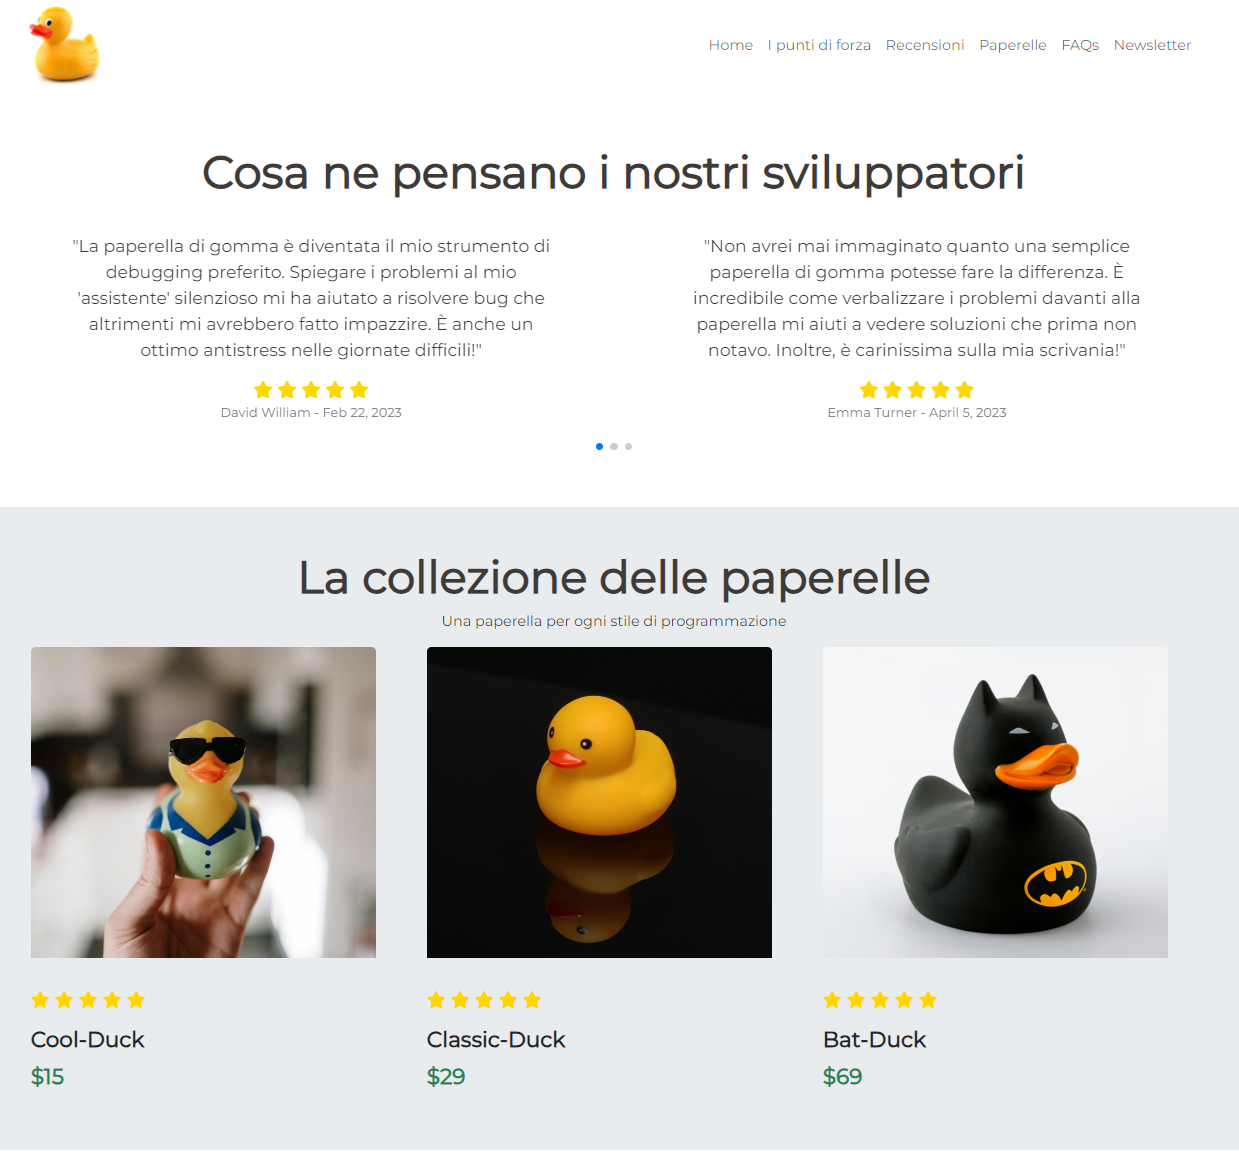 Home I punti di forza Recensioni Paperelle FAQs Newsletter
Cosa ne pensano i nostri sviluppatori
"La paperella di gomma è diventata il mio strumento di
debugging preferito. Spiegare i problemi al mio
'assistente' silenzioso mi ha aiutato a risolvere bug che
altrimenti mi avrebbero fatto impazzire. È anche un
ottimo antistress nelle giornate difficili!"
David William - Feb 22, 2023
"Non avrei mai immaginato quanto una semplice
paperella di gomma potesse fare la differenza. È
incredibile come verbalizzare i problemi davanti alla
paperella mi aiuti a vedere soluzioni che prima non
notavo. Inoltre, è carinissima sulla mia scrivania!"
Emma Turner - April 5, 2023
La collezione delle paperelle
Una paperella per ogni stile di programmazione
Cool-Duck
$15
Classic-Duck
$29
Bat-Duck
$69